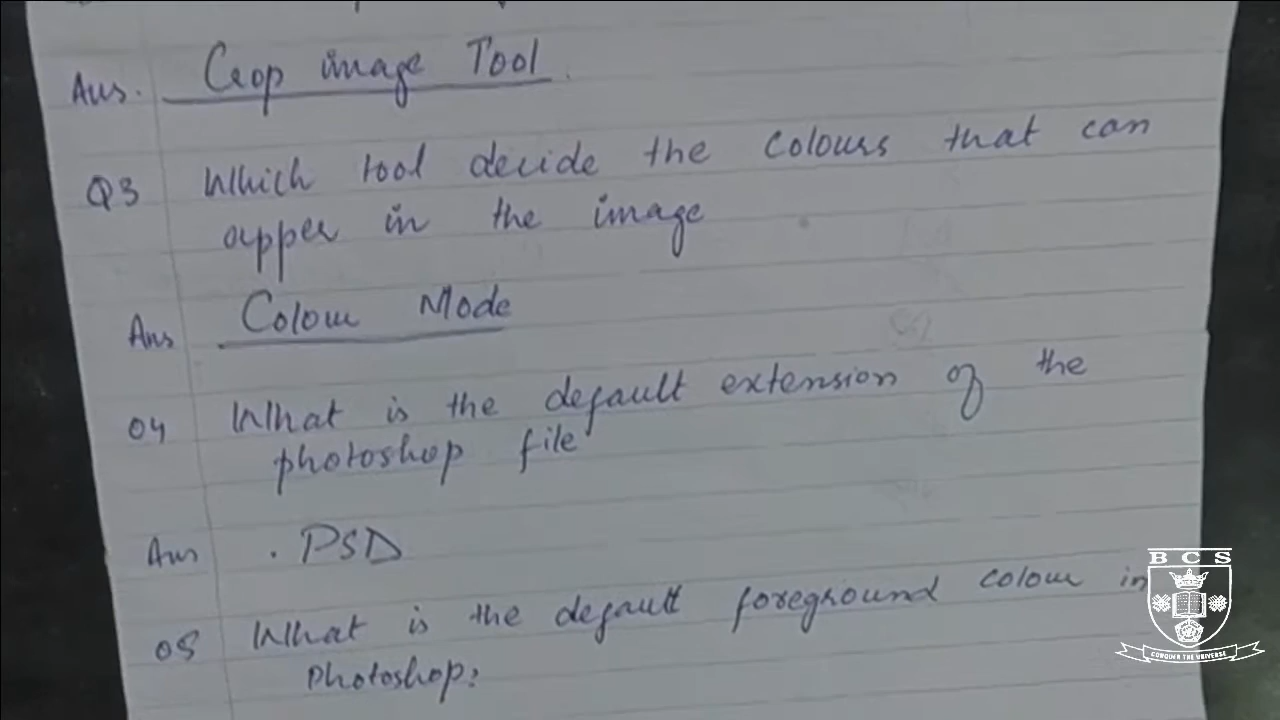 Ans. Crop image Tool.
Q3 Which tool decide the colours that can
apper in the image
Ans Colour Mode
Q4 What is the default extension of the
photoshop file
Ans . PSD
Q5 What is the default foreground colour in
photoshop?
BCS
CONQUER THE UNIVERSE